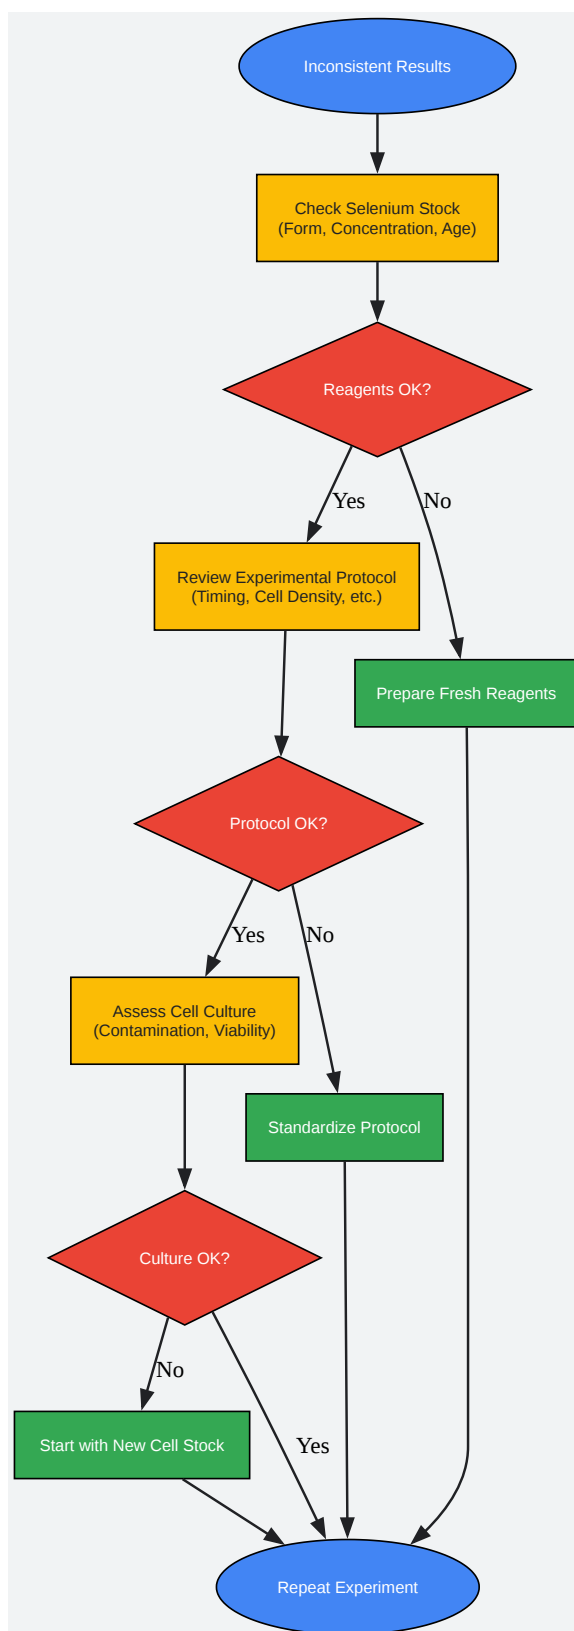 Inconsistent Results
Check Selenium Stock
(Form, Concentration, Age)
Reagents OK?
Yes
No
Review Experimental Protocol
(Timing, Cell Density, etc.)
Prepare Fresh Reagents
Protocol OK?
Yes
No
Assess Cell Culture
(Contamination, Viability)
Standardize Protocol
Culture OK?
No
Start with New Cell Stock
Yes
Repeat Experiment